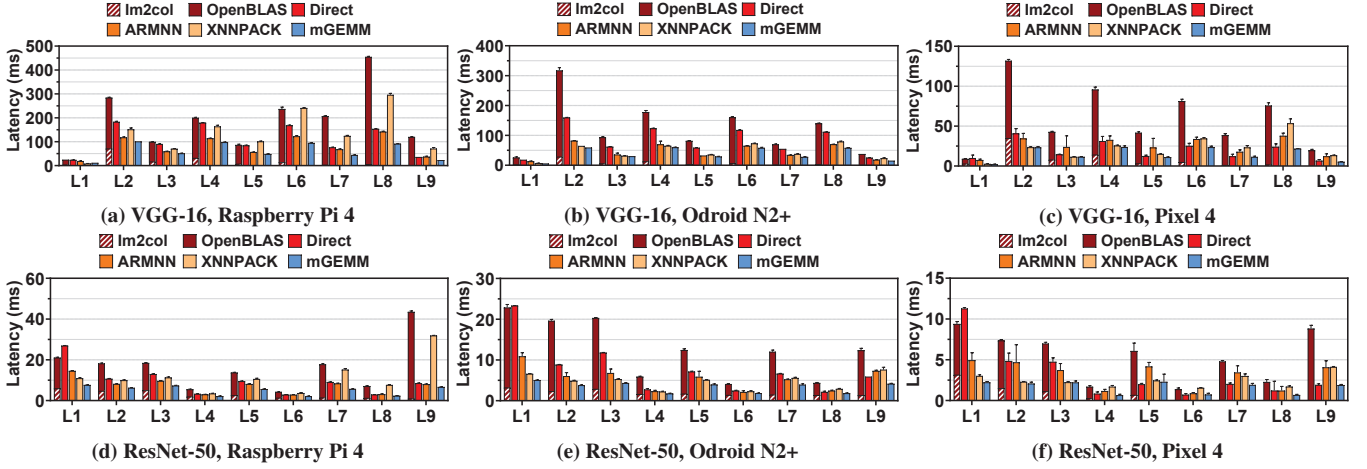 Im2col OpenBLAS Direct
ARMNN XNNPACK mGEMM
Latency (ms)
500
400
300
200
100
0
L1 L2 L3 L4 L5 L6 L7 L8 L9
(a) VGG-16, Raspberry Pi 4
Im2col OpenBLAS Direct
ARMNN XNNPACK mGEMM
Latency (ms)
400
300
200
100
0
L1 L2 L3 L4 L5 L6 L7 L8 L9
(b) VGG-16, Odroid N2+
Im2col OpenBLAS Direct
ARMNN XNNPACK mGEMM
Latency (ms)
150
100
50
0
L1 L2 L3 L4 L5 L6 L7 L8 L9
(c) VGG-16, Pixel 4
Im2col OpenBLAS Direct
ARMNN XNNPACK mGEMM
Latency (ms)
60
40
20
0
L1 L2 L3 L4 L5 L6 L7 L8 L9
(d) ResNet-50, Raspberry Pi 4
Im2col OpenBLAS Direct
ARMNN XNNPACK mGEMM
Latency (ms)
30
20
10
0
L1 L2 L3 L4 L5 L6 L7 L8 L9
(e) ResNet-50, Odroid N2+
Im2col OpenBLAS Direct
ARMNN XNNPACK mGEMM
Latency (ms)
15
10
5
0
L1 L2 L3 L4 L5 L6 L7 L8 L9
(f) ResNet-50, Pixel 4